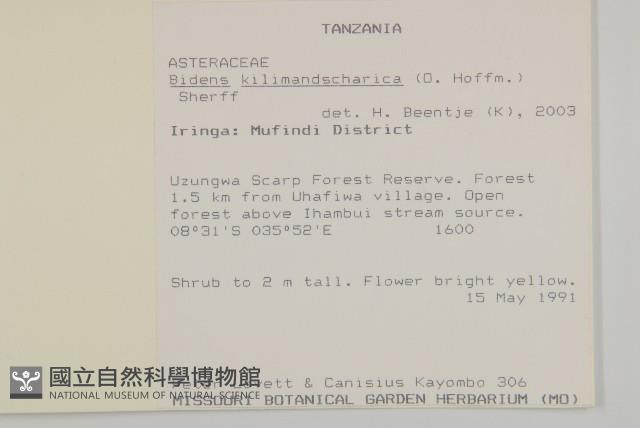 TANZANIA
ASTERACEAE
Bidens kilimandscharica (O. Hoffm.)
Sherff
det. H. Beentje (K), 2003
Iringa: Mufindi District
Uzungwa Scarp Forest Reserve. Forest
1.5 km from Uhafiwa village. Open
forest above Ihambui stream source.
08°31'S 035°52'E 1600
Shrub to 2 m tall. Flower bright yellow.
15 May 1991
& Canisius Kayombo 306
MISSOURI BOTANICAL GARDEN HERBARIUM (MO)
國立自然科學博物館
NATIONAL MUSEUM OF NATURAL SCIENCE